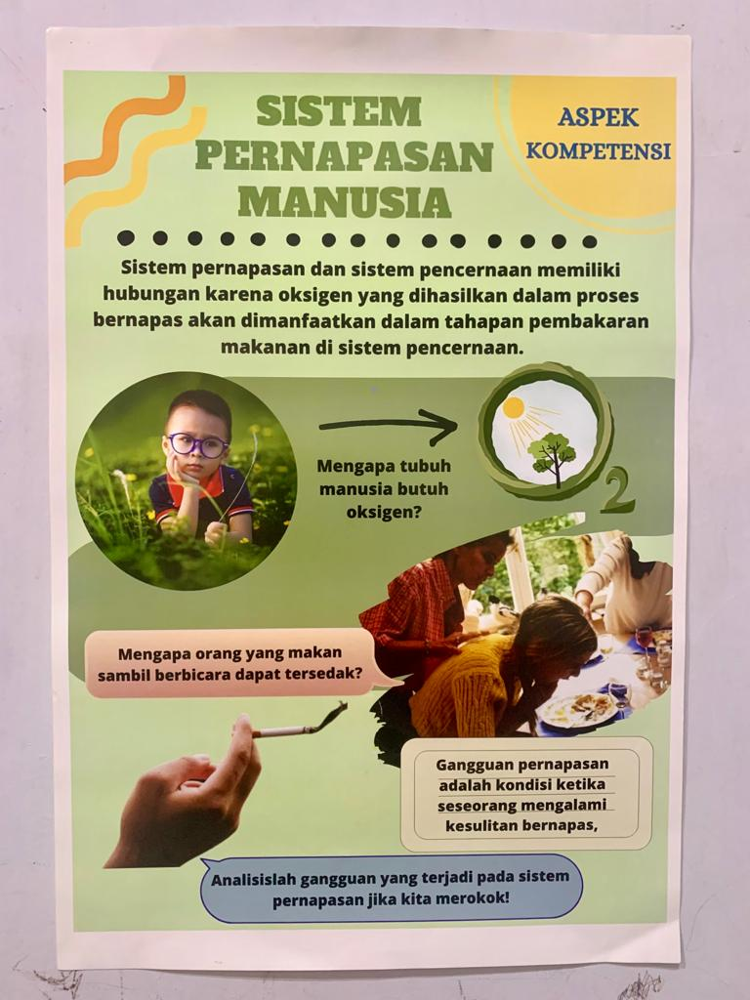 SISTEM
PERNAPASAN
MANUSIA
ASPEK
KOMPETENSI
Sistem pernapasan dan sistem pencernaan memiliki
hubungan karena oksigen yang dihasilkan dalam proses
bernapas akan dimanfaatkan dalam tahapan pembakaran
makanan di sistem pencernaan.
Mengapa tubuh
manusia butuh
oksigen?
2
Mengapa orang yang makan
sambil berbicara dapat tersedak?
Gangguan pernapasan
adalah kondisi ketika
seseorang mengalami
kesulitan bernapas,
Analisislah gangguan yang terjadi pada sistem
pernapasan jika kita merokok!